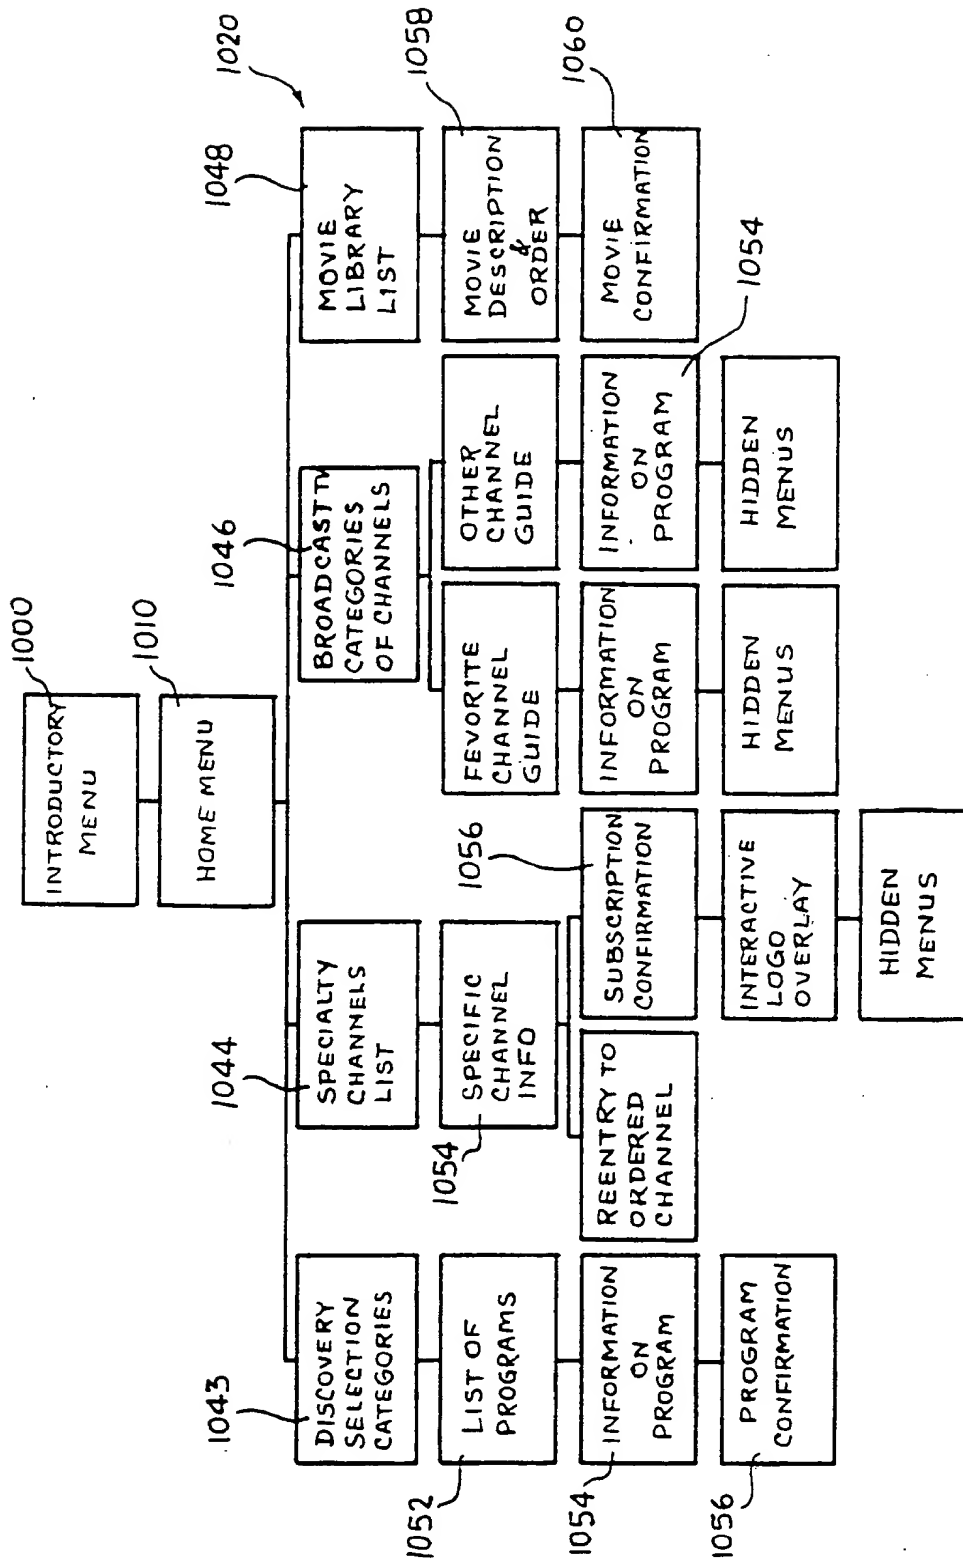 1000
INTRODUCTORY
MENU
1010
HOME MENU
1020
1043
DISCOVERY
SELECTION
CATEGORIES
1044
SPECIALTY
CHANNELS
LIST
1046
BROADCAST TV
CATEGORIES
OF CHANNELS
1048
MOVIE
LIBRARY
LIST
1052
LIST OF
PROGRAMS
1054
SPECIFIC
CHANNEL
INFO
FEVORITE
CHANNEL
GUIDE
OTHER
CHANNEL
GUIDE
1058
MOVIE
DESCRIPTION
&
ORDER
1054
INFORMATION
ON
PROGRAM
REENTRY TO
ORDERED
CHANNEL
1056
SUBSCRIPTION
CONFIRMATION
INFORMATION
ON
PROGRAM
INFORMATION
ON
PROGRAM
1054
MOVIE
CONFIRMATION
1060
1056
PROGRAM
CONFIRMATION
INTERACTIVE
LOGO
OVERLAY
HIDDEN
MENUS
HIDDEN
MENUS
HIDDEN
MENUS